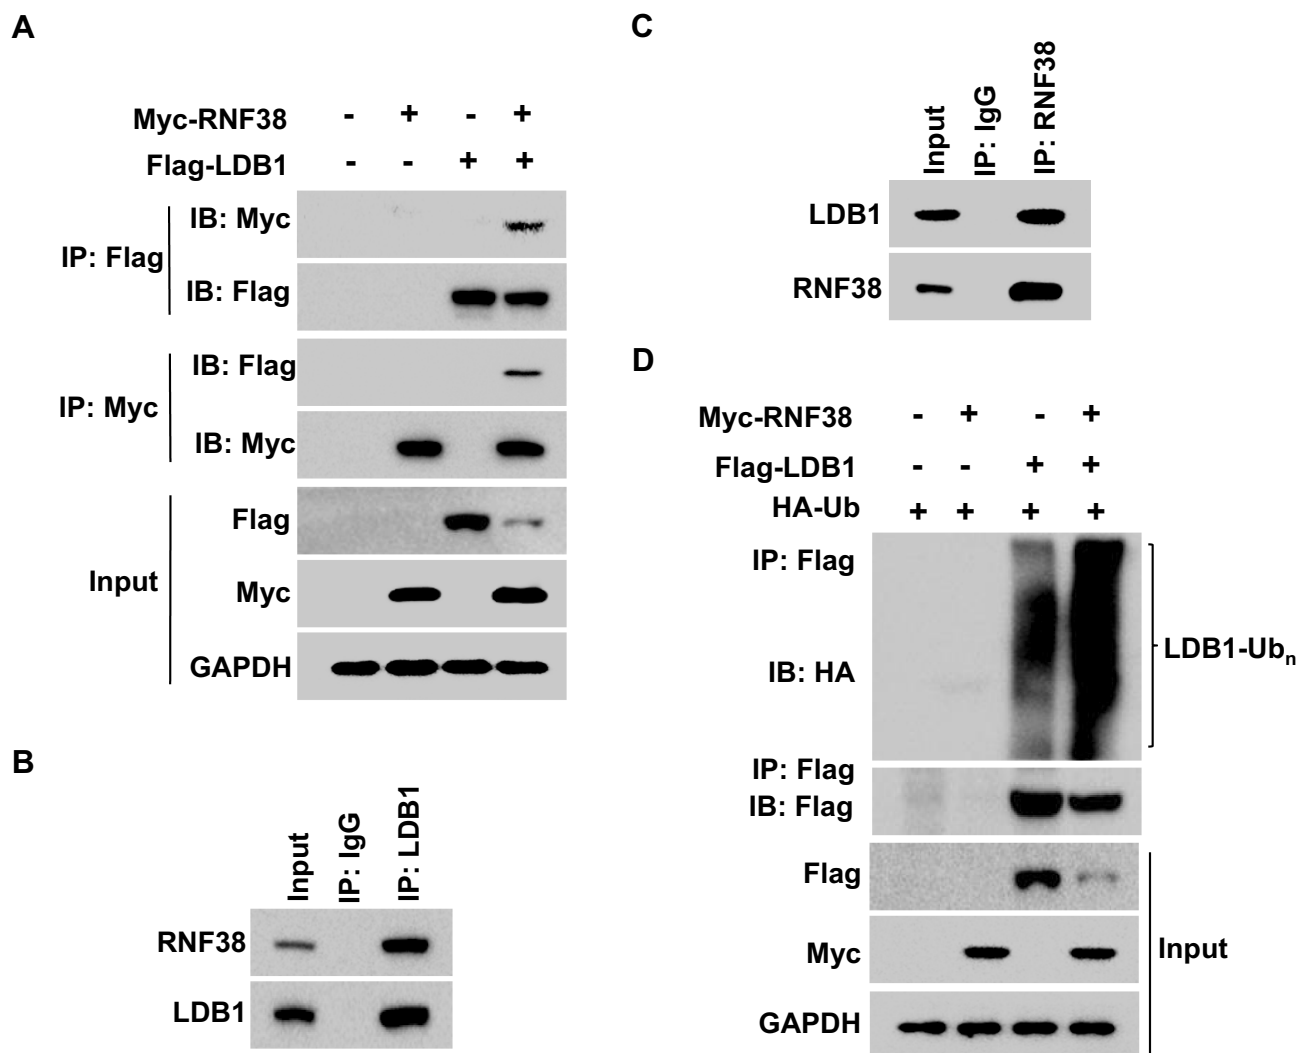 A
Myc-RNF38 - + - +
Flag-LDB1 - - + +
IP: Flag
IB: Myc
IB: Flag
IP: Myc
IB: Flag
IB: Myc
Input
Flag
Myc
GAPDH
B
Input
IP: IgG
IP: LDB1
RNF38
LDB1
C
Input
IP: IgG
IP: RNF38
LDB1
RNF38
D
Myc-RNF38 - + - +
Flag-LDB1 - - + +
HA-Ub + + + +
IP: Flag
IB: HA
LDB1-Ubn
IP: Flag
IB: Flag
Flag
Myc
GAPDH
Input